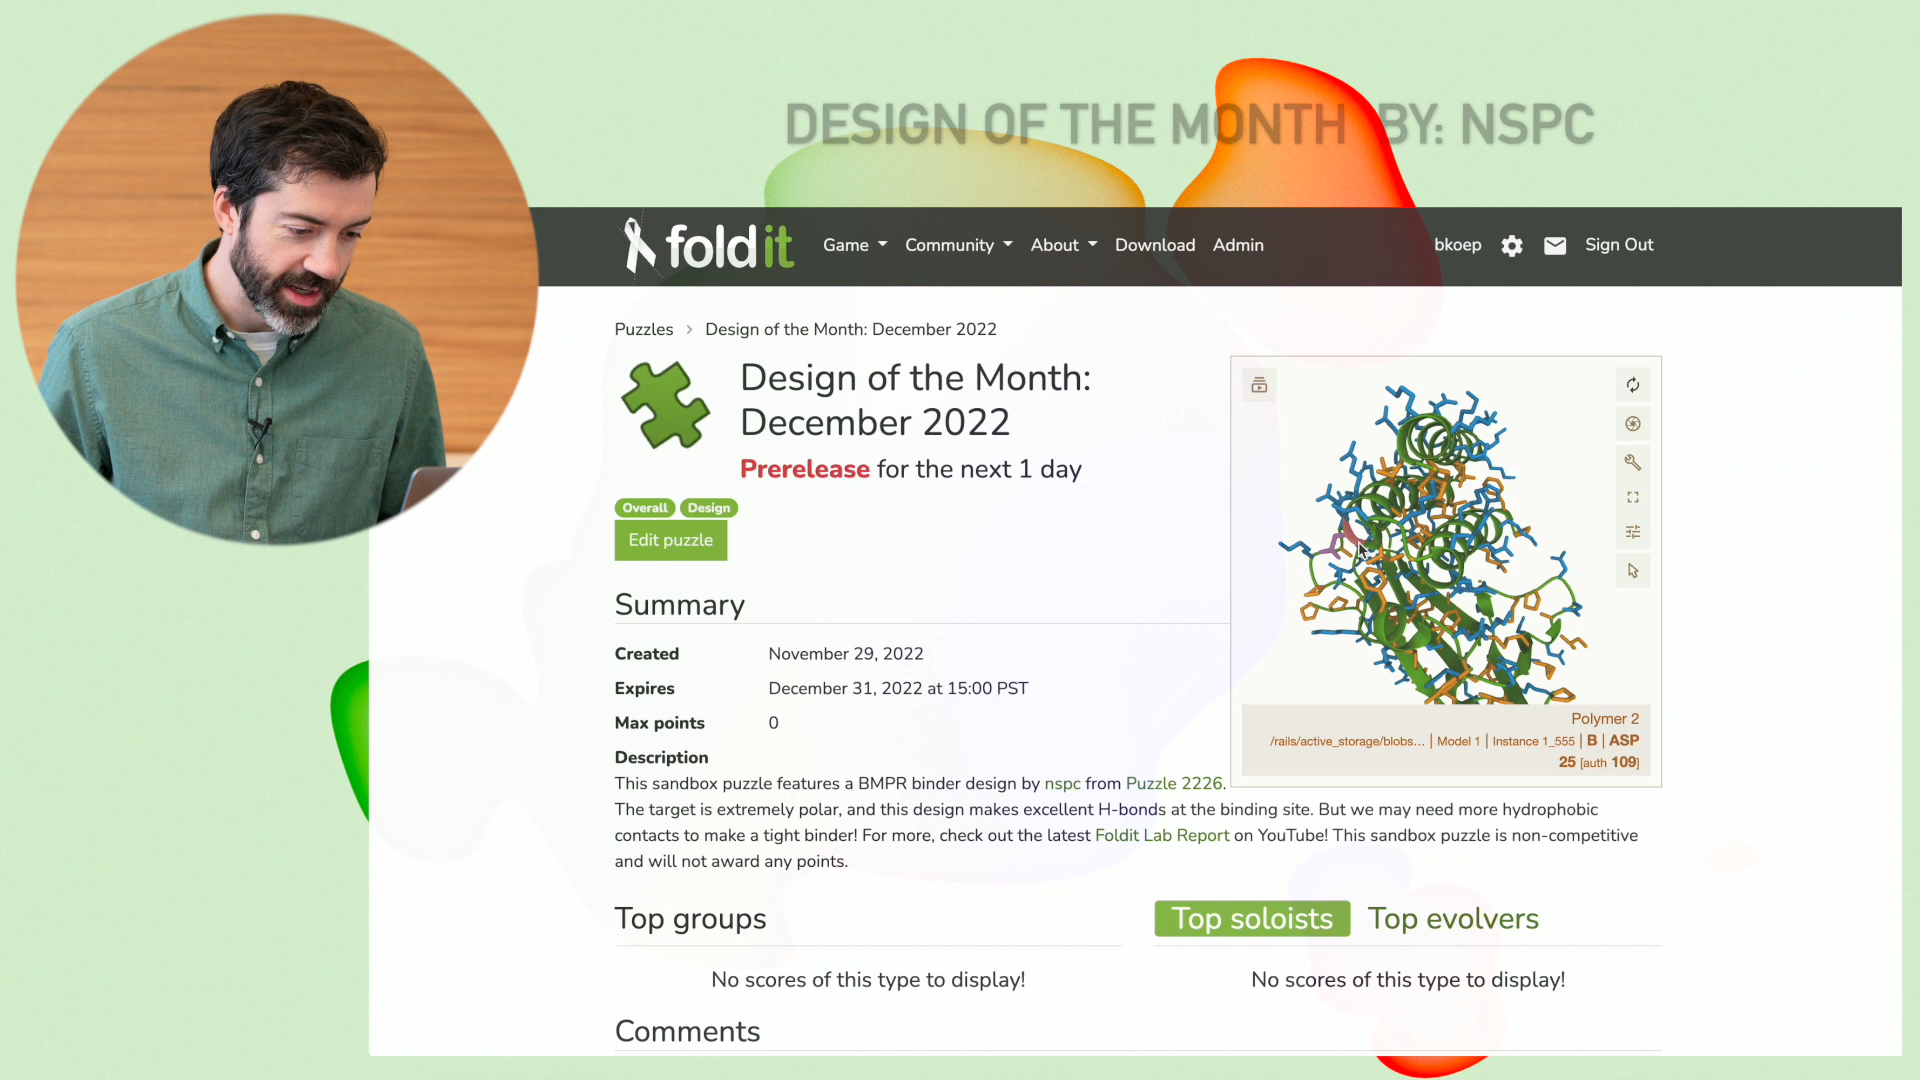 DESIGN OF THE MONTH BY: NSPC
foldit Game Community About Download Admin bkoep Sign Out
Puzzles > Design of the Month: December 2022
Design of the Month:
December 2022
Prerelease for the next 1 day
Overall Design
Edit puzzle
Summary
Created November 29, 2022
Expires December 31, 2022 at 15:00 PST
Max points 0
Description
Polymer 2
/rails/active_storage/blobs... | Model 1 | Instance 1_555 | B | ASP
25 [auth 109]
This sandbox puzzle features a BMPR binder design by nspc from Puzzle 2226.
The target is extremely polar, and this design makes excellent H-bonds at the binding site. But we may need more hydrophobic
contacts to make a tight binder! For more, check out the latest Foldit Lab Report on YouTube! This sandbox puzzle is non-competitive
and will not award any points.
Top groups
No scores of this type to display!
Top soloists Top evolvers
No scores of this type to display!
Comments